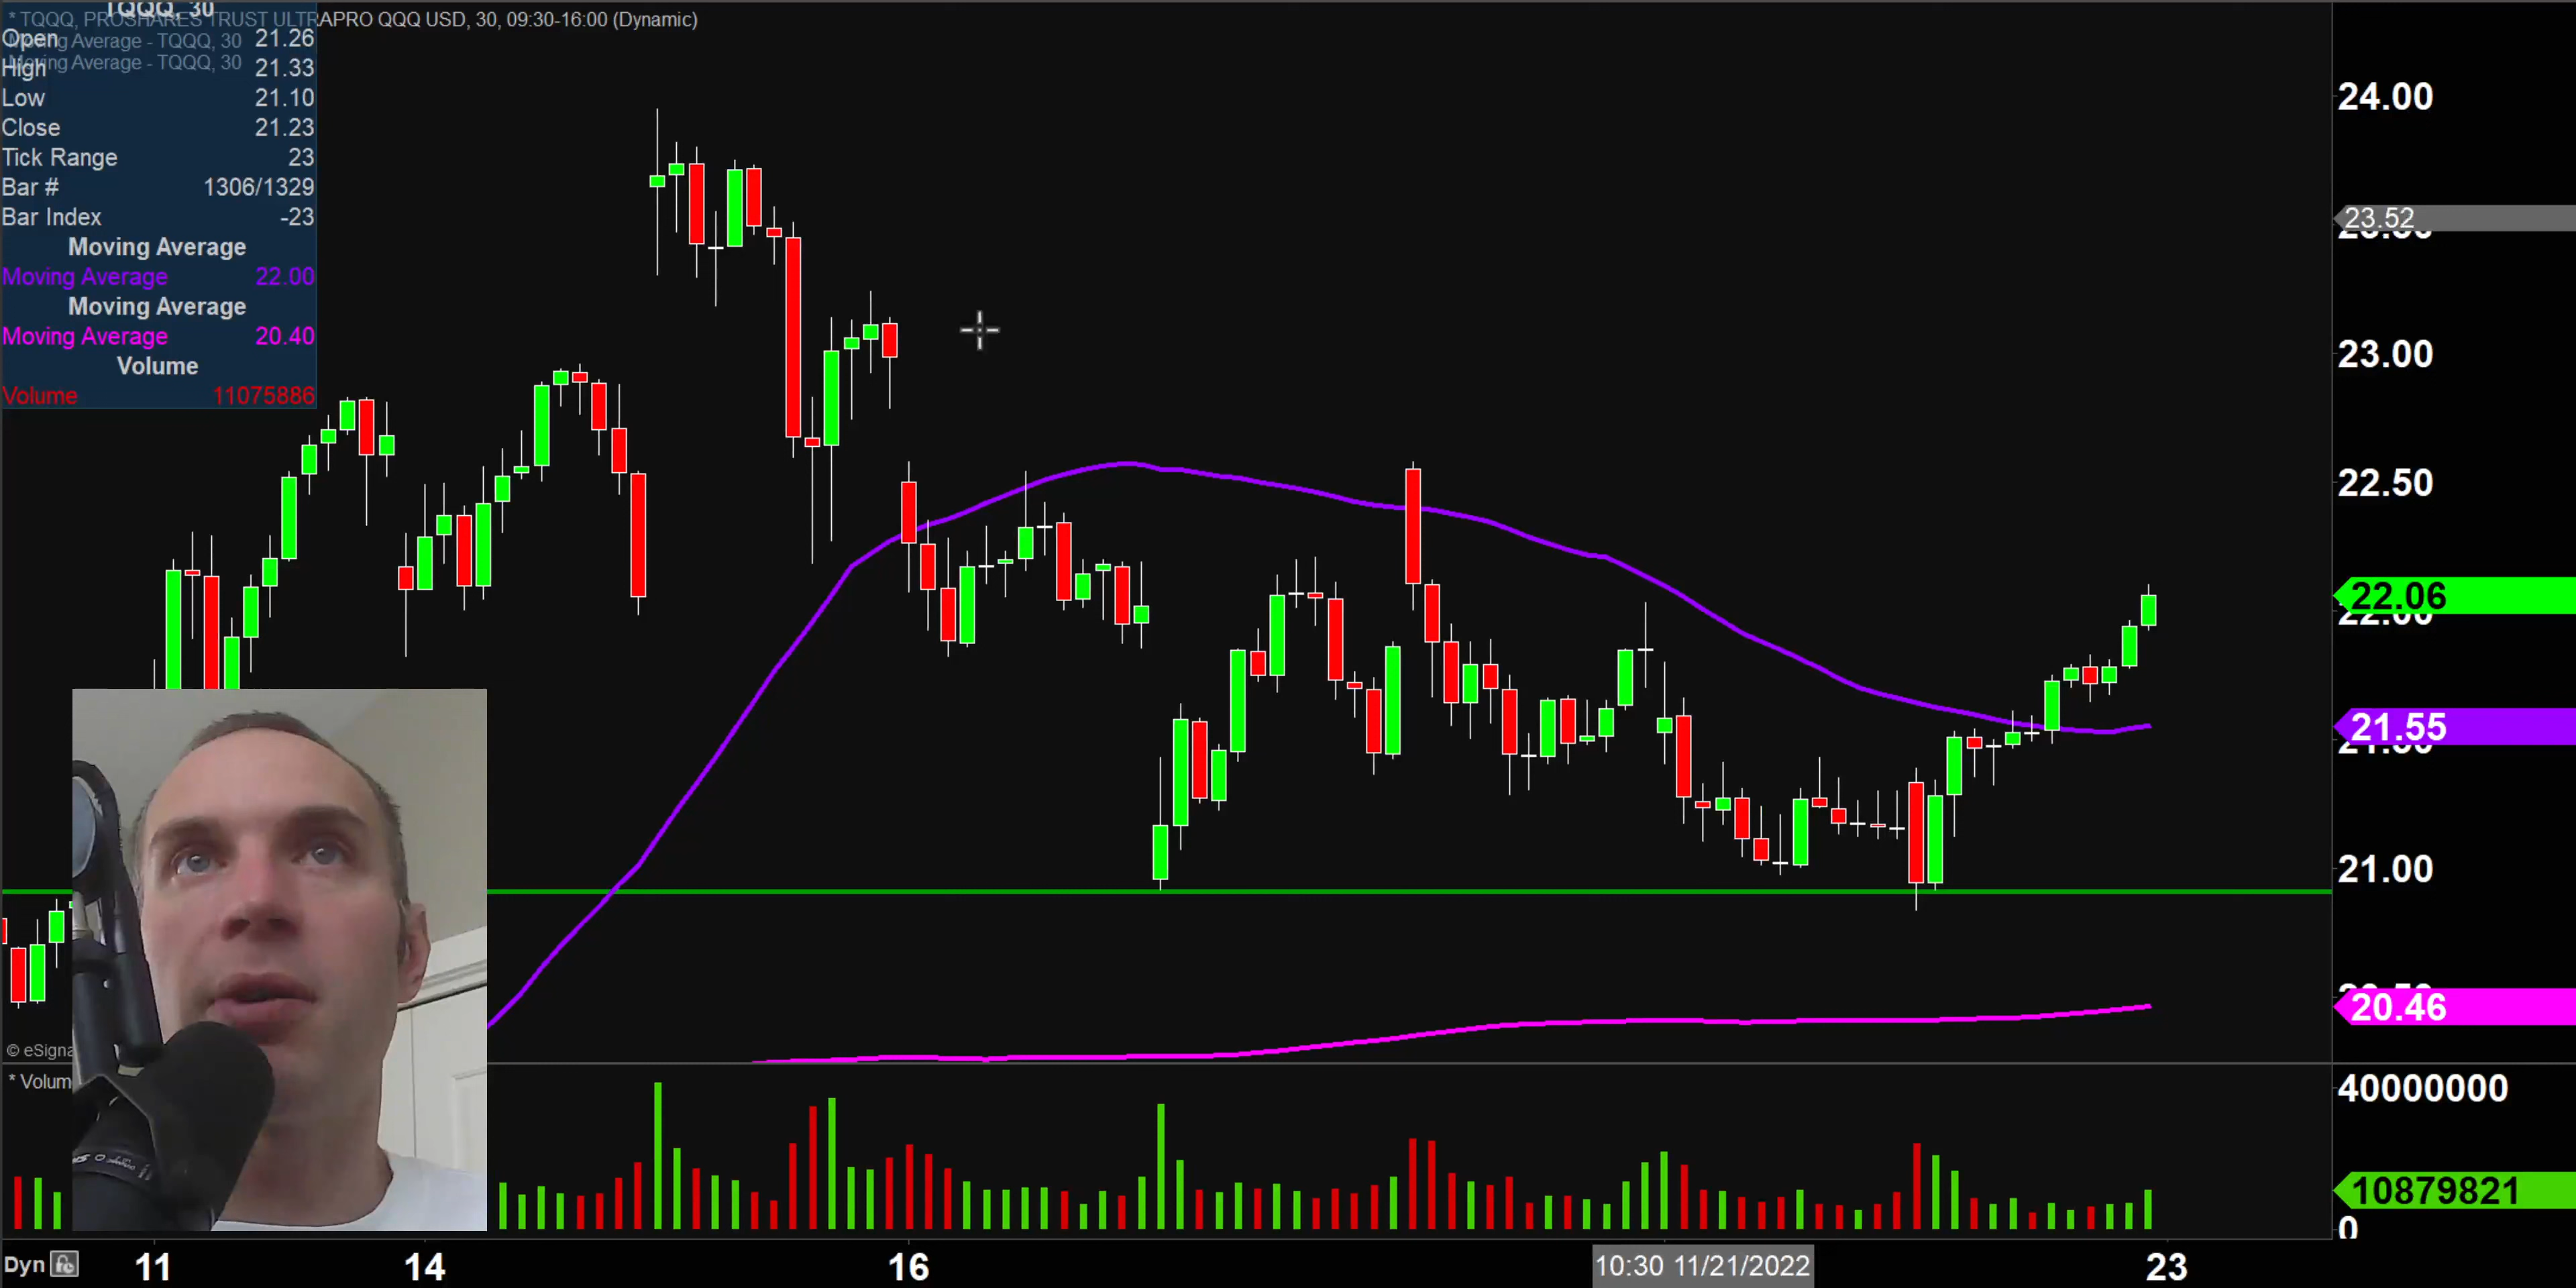 TQQQ, 30
* TQQQ, PROSHARES TRUST ULTRAPRO QQQ USD, 30, 09:30-16:00 (Dynamic)
Moving Average - TQQQ, 30
Moving Average - TQQQ, 30
Open 21.26
High 21.33
Low 21.10
Close 21.23
Tick Range 23
Bar # 1306/1329
Bar Index -23
Moving Average
Moving Average 22.00
Moving Average
Moving Average 20.40
Volume
Volume 11075886
24.00
23.52
23.00
22.50
22.06
22.00
21.55
21.00
20.46
© eSigna
* Volum
40000000
10879821
0
Dyn
11 14 16 10:30 11/21/2022 23